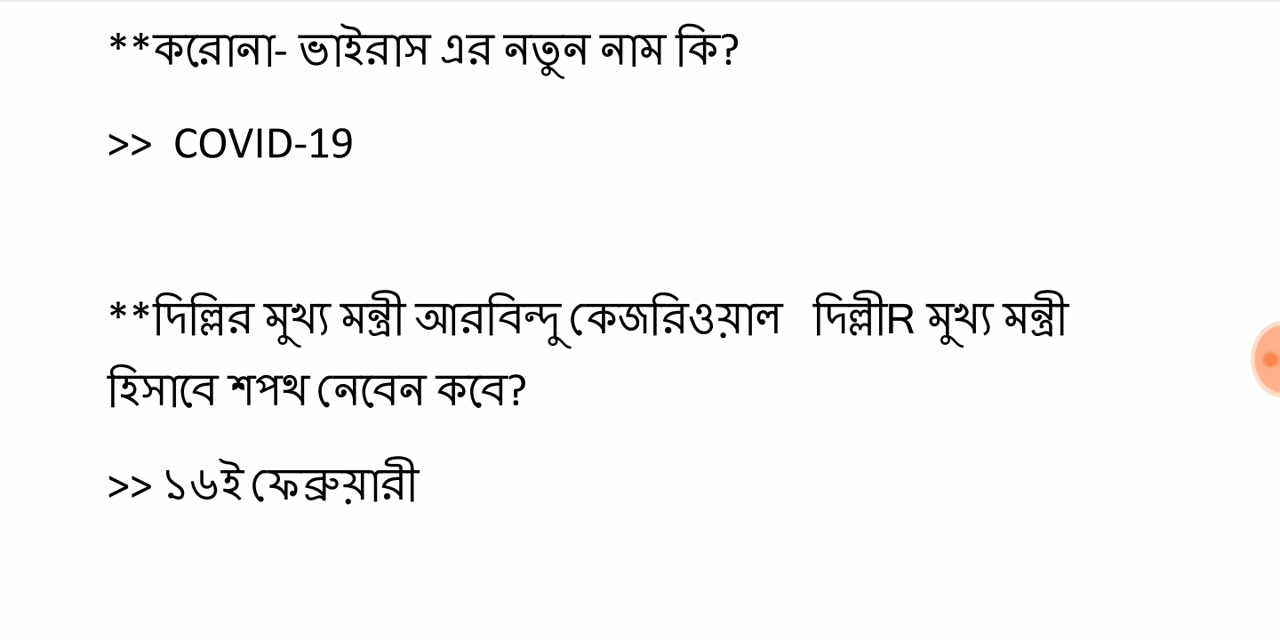 **করোনা- ভাইরাস এর নতুন নাম কি?
>> COVID-19
**দিল্লির মুখ্য মন্ত্রী আরবিন্দু কেজরিওয়াল দিল্লীR মুখ্য মন্ত্রী
হিসাবে শপথ নেবেন কবে?
>> ১৬ই ফেব্রুয়ারী